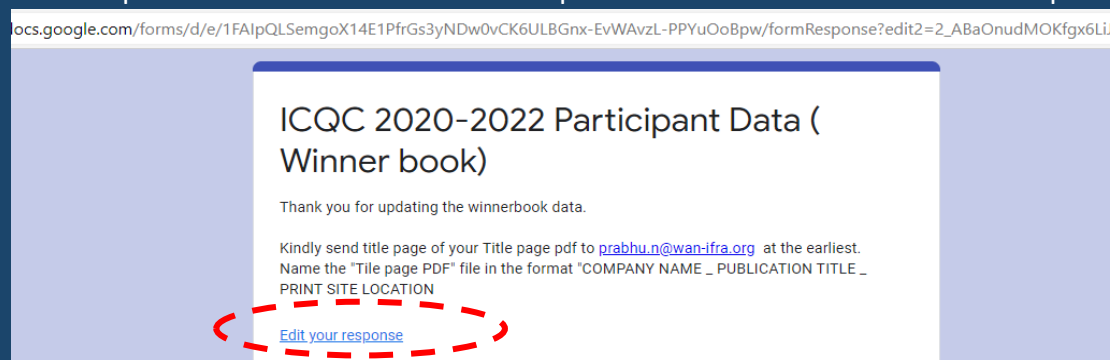 docs.google.com/forms/d/e/1FAIpQLSemgoX14E1PfrGs3yNDw0vCK6ULBGnx-EvWAvzL-PPYuOoBpw/formResponse?edit2=2_ABaOnudMOKfgx6LiJ
ICQC 2020-2022 Participant Data (
Winner book)
Thank you for updating the winnerbook data.
Kindly send title page of your Title page pdf to prabhu.n@wan-ifra.org at the earliest.
Name the "Tile page PDF" file in the format "COMPANY NAME _ PUBLICATION TITLE _
PRINT SITE LOCATION
Edit your response